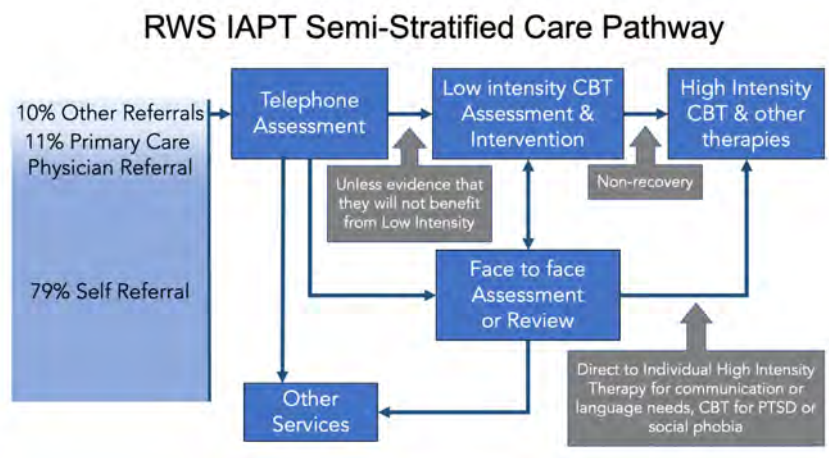 RWS IAPT Semi-Stratified Care Pathway
10% Other Referrals
11% Primary Care
Physician Referral
79% Self Referral
Telephone
Assessment
Low intensity CBT
Assessment &
Intervention
High Intensity
CBT & other
therapies
Unless evidence that
they will not benefit
from Low Intensity
Non-recovery
Face to face
Assessment
or Review
Direct to Individual High Intensity
Therapy for communication or
language needs, CBT for PTSD or
social phobia
Other
Services